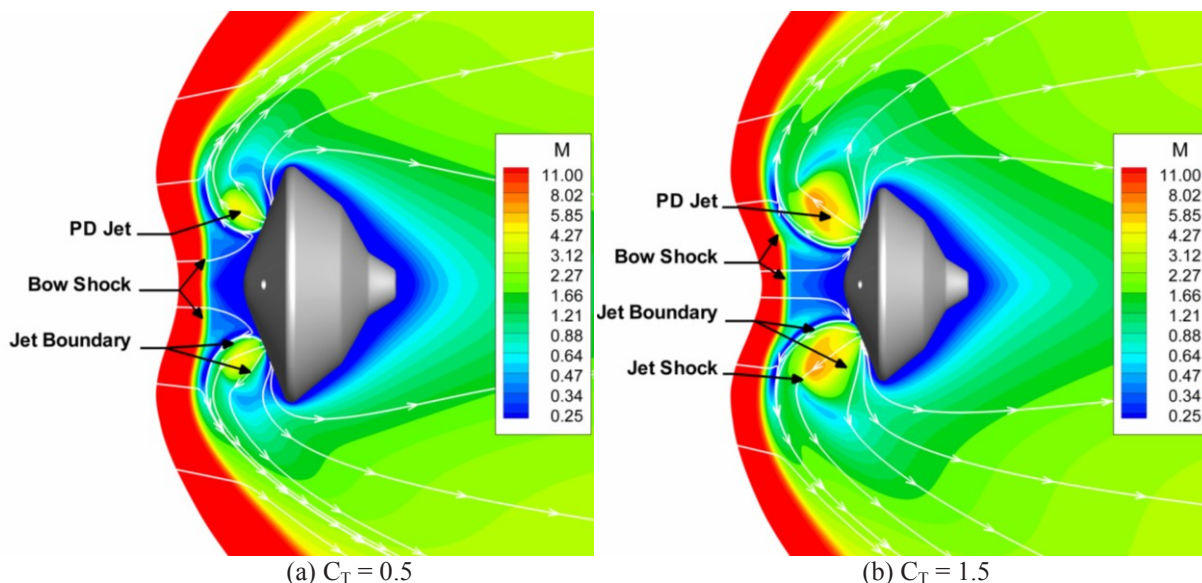 PD Jet
Bow Shock
Jet Boundary
M
11.00
8.02
5.85
4.27
3.12
2.27
1.66
1.21
0.88
0.64
0.47
0.34
0.25
(a) C_T = 0.5
PD Jet
Bow Shock
Jet Boundary
Jet Shock
M
11.00
8.02
5.85
4.27
3.12
2.27
1.66
1.21
0.88
0.64
0.47
0.34
0.25
(b) C_T = 1.5